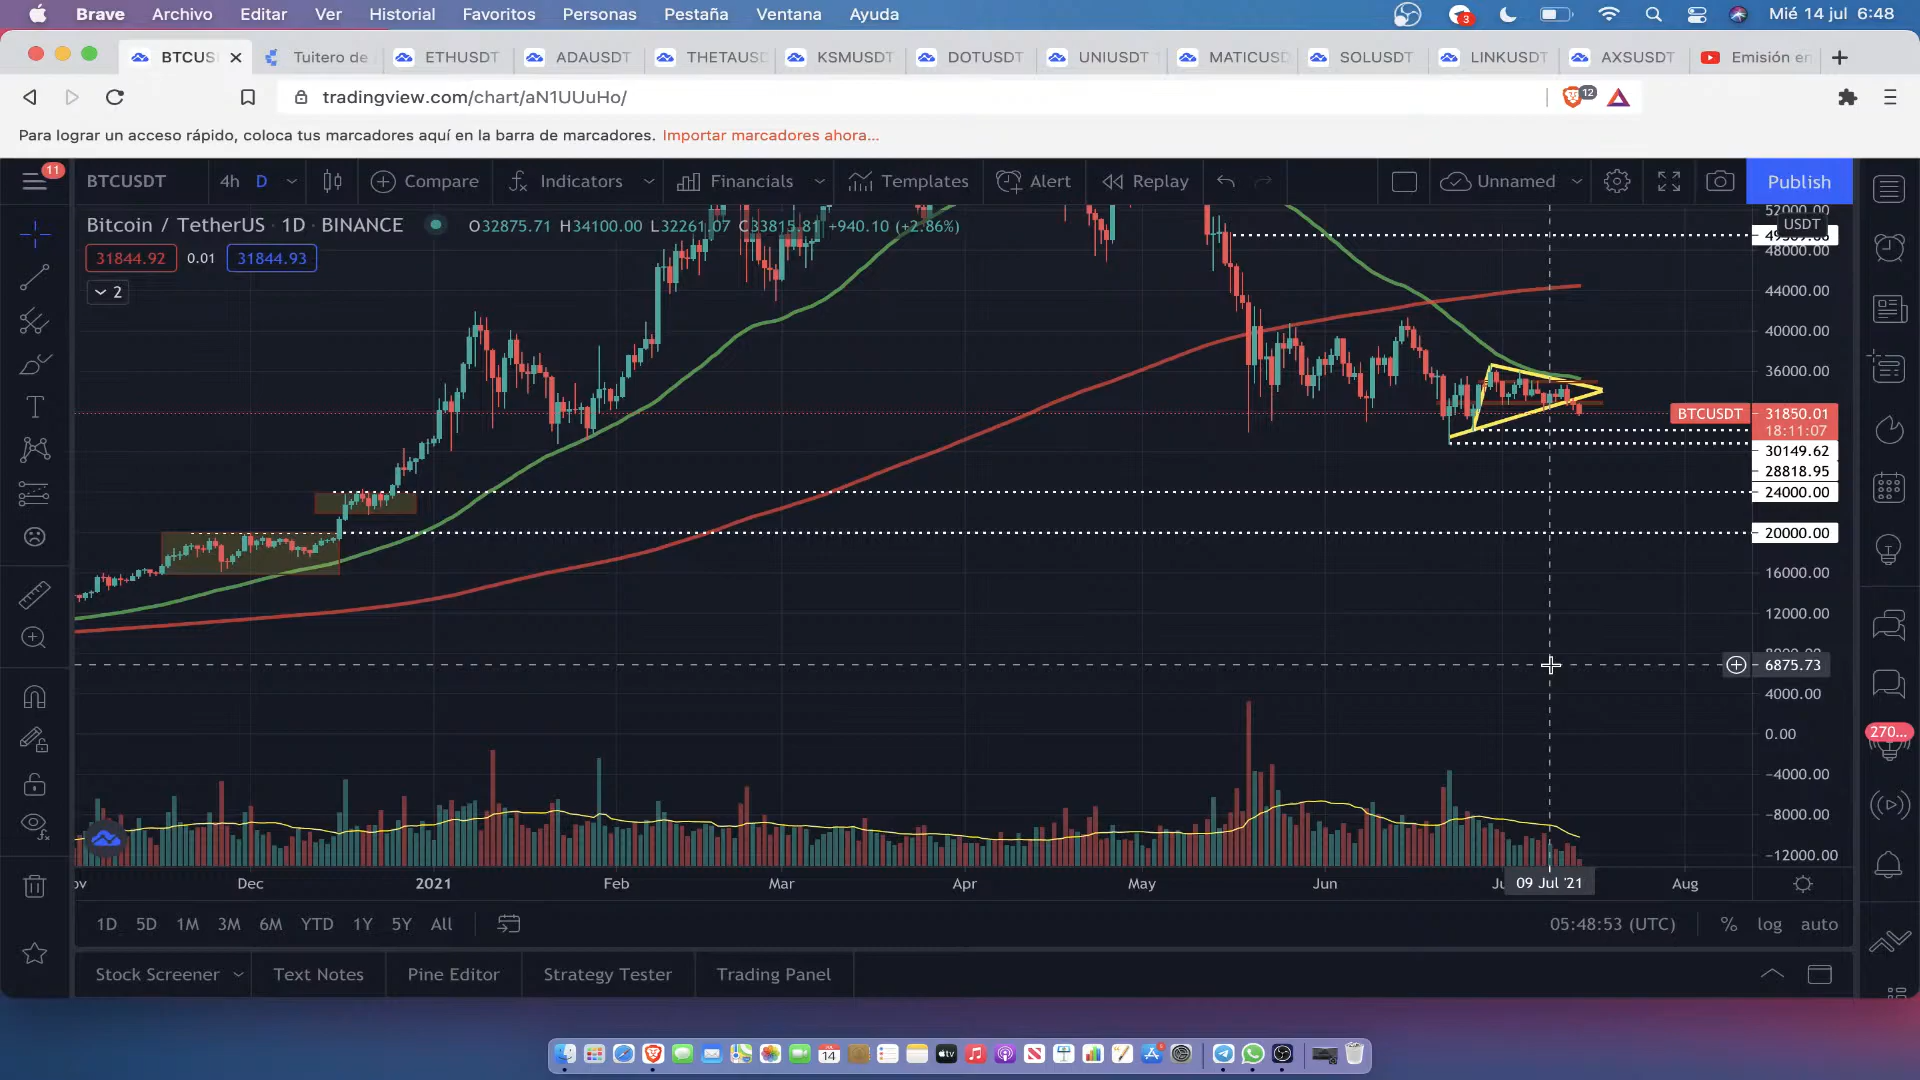 Brave Archivo Editar Ver Historial Favoritos Personas Pestaña Ventana Ayuda 3 Mié 14 jul 6:48
BTCUS Tuitero de ETHUSDT ADAUSDT THETAUSD KSMUSDT DOTUSDT UNIUSDT MATICUSD SOLUSDT LINKUSDT AXSUSDT Emisión en
tradingview.com/chart/aN1UUuHo/ 12
Para lograr un acceso rápido, coloca tus marcadores aquí en la barra de marcadores. Importar marcadores ahora...
11 BTCUSDT 4h D Compare Indicators Financials Templates Alert Replay Unnamed Publish
Bitcoin / TetherUS · 1D · BINANCE O32875.71 H34100.00 L32261.07 C33815.81 +940.10 (+2.86%)
31844.92 0.01 31844.93
2
52000.00
USDT
48000.00
44000.00
40000.00
36000.00
BTCUSDT 31850.01
18:11:07
30149.62
28818.95
24000.00
20000.00
16000.00
12000.00
6875.73
4000.00
0.00
-4000.00
-8000.00
-12000.00
270...
Dec 2021 Feb Mar Apr May Jun 09 Jul '21 Aug
1D 5D 1M 3M 6M YTD 1Y 5Y All 05:48:53 (UTC) % log auto
Stock Screener Text Notes Pine Editor Strategy Tester Trading Panel
14
tv